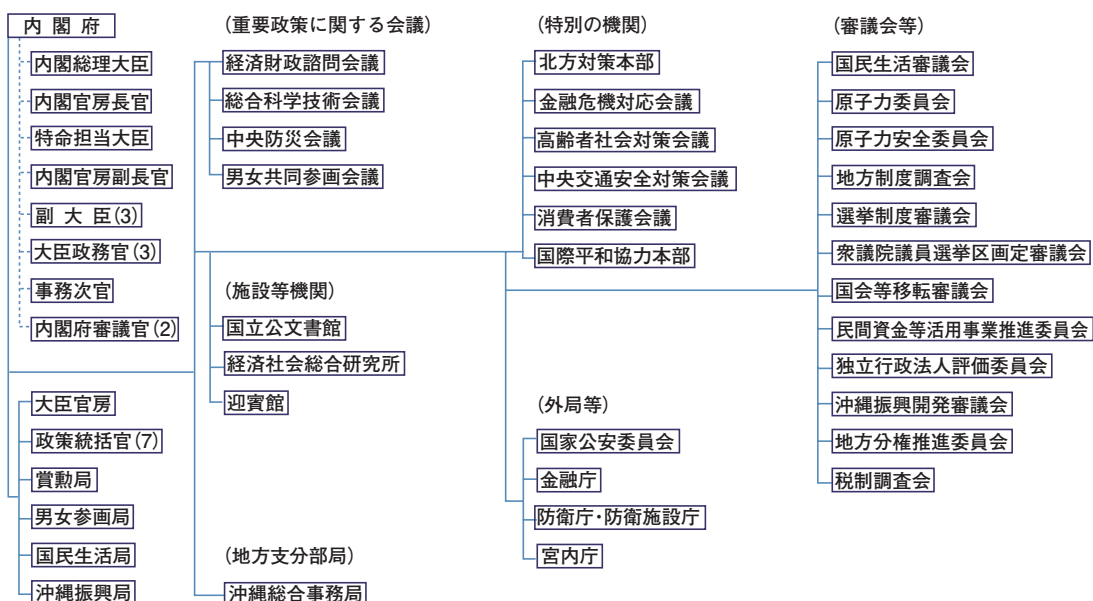 内閣府
内閣総理大臣
内閣官房長官
特命担当大臣
内閣官房副長官
副大臣(3)
大臣政務官(3)
事務次官
内閣府審議官(2)
大臣官房
政策統括官(7)
賞勲局
男女参画局
国民生活局
沖縄振興局
(重要政策に関する会議)
経済財政諮問会議
総合科学技術会議
中央防災会議
男女共同参画会議
(施設等機関)
国立公文書館
経済社会総合研究所
迎賓館
(地方支分部局)
沖縄総合事務局
(特別の機関)
北方対策本部
金融危機対応会議
高齢者社会対策会議
中央交通安全対策会議
消費者保護会議
国際平和協力本部
(外局等)
国家公安委員会
金融庁
防衛庁・防衛施設庁
宮内庁
(審議会等)
国民生活審議会
原子力委員会
原子力安全委員会
地方制度調査会
選挙制度審議会
衆議院議員選挙区画定審議会
国会等移転審議会
民間資金等活用事業推進委員会
独立行政法人評価委員会
沖縄振興開発審議会
地方分権推進委員会
税制調査会